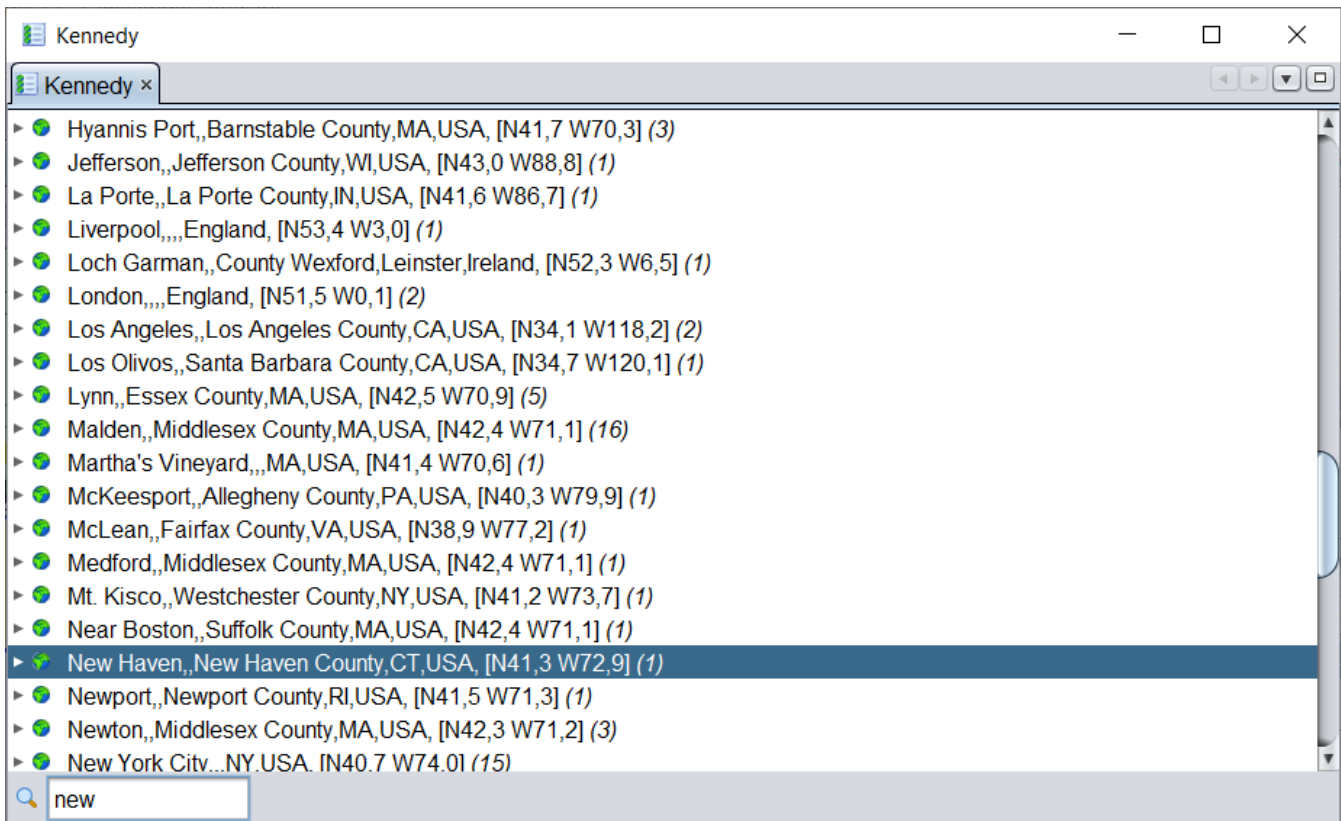 Kennedy
Kennedy ×
Hyannis Port,,Barnstable County,MA,USA, [N41,7 W70,3] (3)
Jefferson,,Jefferson County,WI,USA, [N43,0 W88,8] (1)
La Porte,,La Porte County,IN,USA, [N41,6 W86,7] (1)
Liverpool,,,,England, [N53,4 W3,0] (1)
Loch Garman,,County Wexford,Leinster,Ireland, [N52,3 W6,5] (1)
London,,,,England, [N51,5 W0,1] (2)
Los Angeles,,Los Angeles County,CA,USA, [N34,1 W118,2] (2)
Los Olivos,,Santa Barbara County,CA,USA, [N34,7 W120,1] (1)
Lynn,,Essex County,MA,USA, [N42,5 W70,9] (5)
Malden,,Middlesex County,MA,USA, [N42,4 W71,1] (16)
Martha's Vineyard,,,MA,USA, [N41,4 W70,6] (1)
McKeesport,,Allegheny County,PA,USA, [N40,3 W79,9] (1)
McLean,,Fairfax County,VA,USA, [N38,9 W77,2] (1)
Medford,,Middlesex County,MA,USA, [N42,4 W71,1] (1)
Mt. Kisco,,Westchester County,NY,USA, [N41,2 W73,7] (1)
Near Boston,,Suffolk County,MA,USA, [N42,4 W71,1] (1)
New Haven,,New Haven County,CT,USA, [N41,3 W72,9] (1)
Newport,,Newport County,RI,USA, [N41,5 W71,3] (1)
Newton,,Middlesex County,MA,USA, [N42,3 W71,2] (3)
New York City,,,NY,USA, [N40,7 W74,0] (15)
new